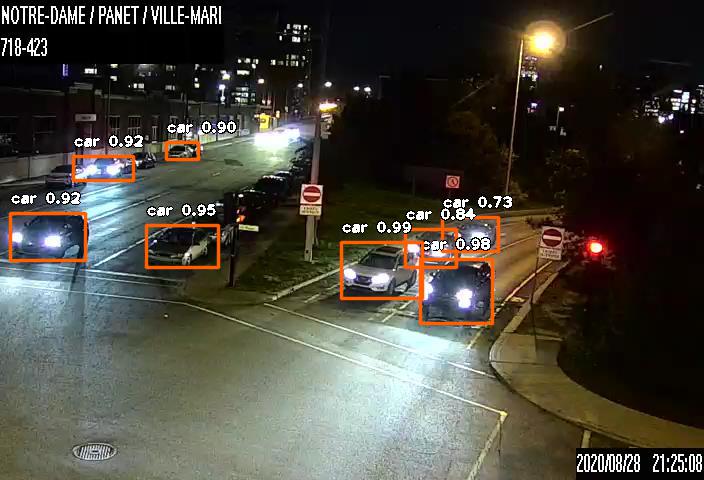 NOTRE-DAME / PANET / VILLE-MARI
718-423
car 0.90
car 0.92
car 0.92
car 0.95
car 0.73
car 0.84
car 0.99
car 0.98
2020/08/28 21:25:08